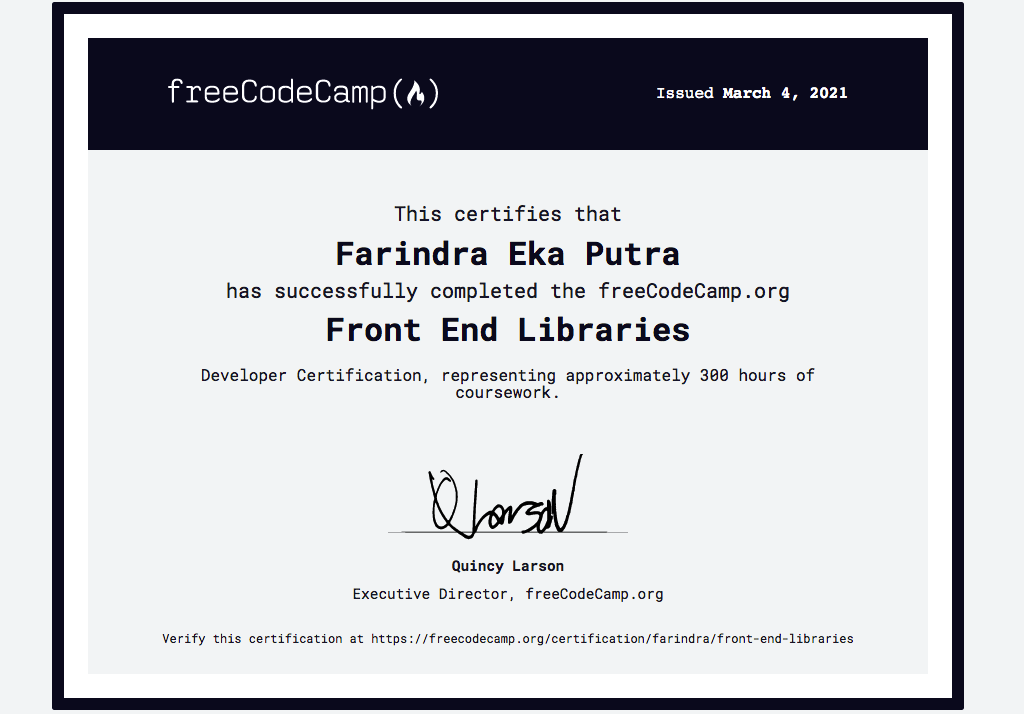 freeCodeCamp
Issued March 4, 2021
This certifies that
Farindra Eka Putra
has successfully completed the freeCodeCamp.org
Front End Libraries
Developer Certification, representing approximately 300 hours of
coursework.
Q Larson
Quincy Larson
Executive Director, freeCodeCamp.org
Verify this certification at https://freecodecamp.org/certification/farindra/front-end-libraries